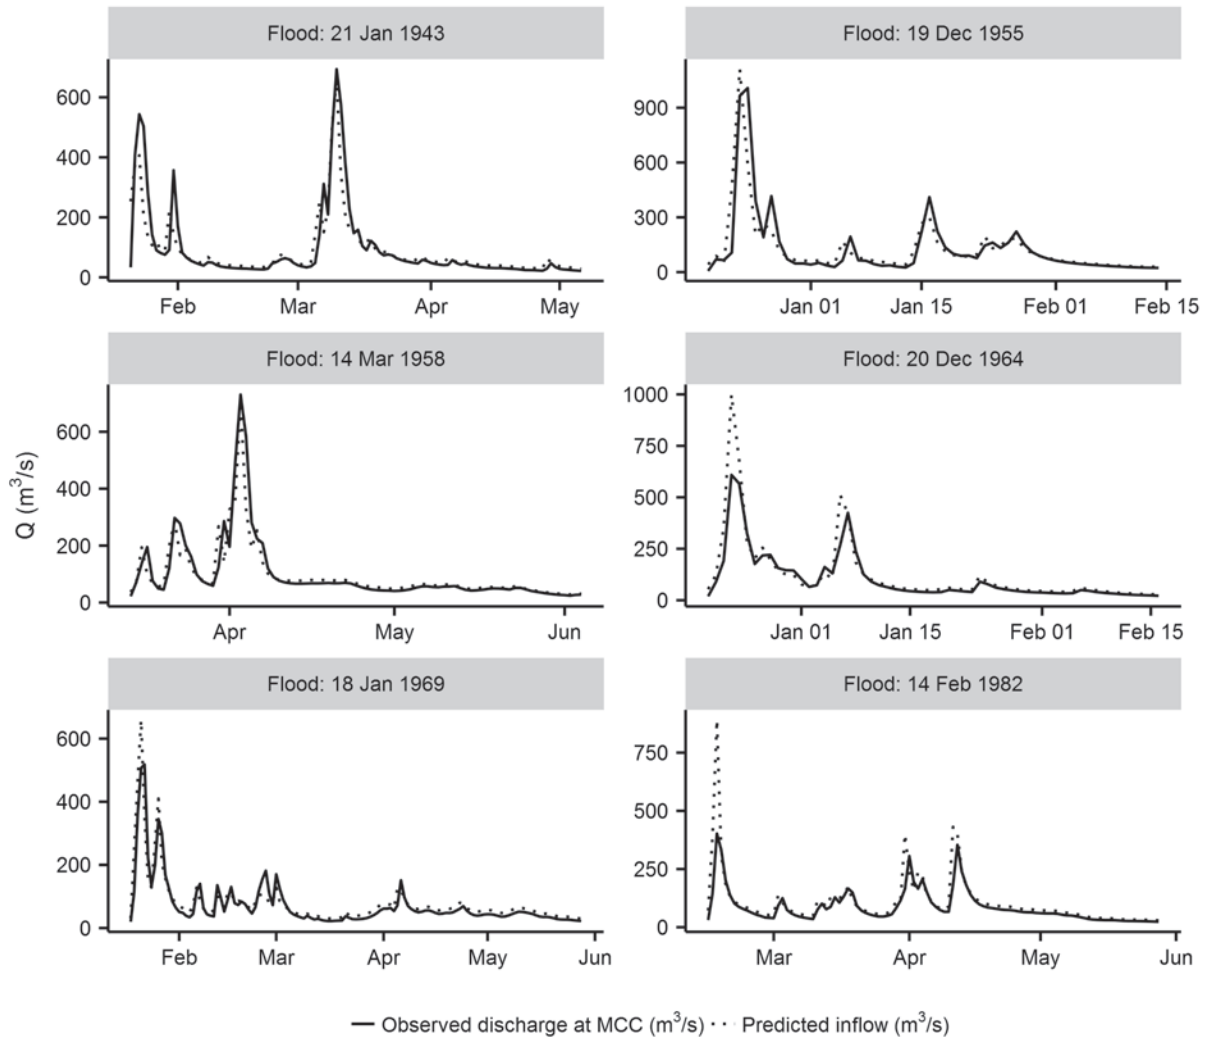 Flood: 21 Jan 1943
Flood: 19 Dec 1955
600
400
200
0
Feb Mar Apr May
900
600
300
0
Jan 01 Jan 15 Feb 01 Feb 15
Flood: 14 Mar 1958
Flood: 20 Dec 1964
Q (m³/s)
600
400
200
0
Apr May Jun
1000
750
500
250
0
Jan 01 Jan 15 Feb 01 Feb 15
Flood: 18 Jan 1969
Flood: 14 Feb 1982
600
400
200
0
Feb Mar Apr May Jun
750
500
250
0
Mar Apr May Jun
Observed discharge at MCC (m³/s) Predicted inflow (m³/s)